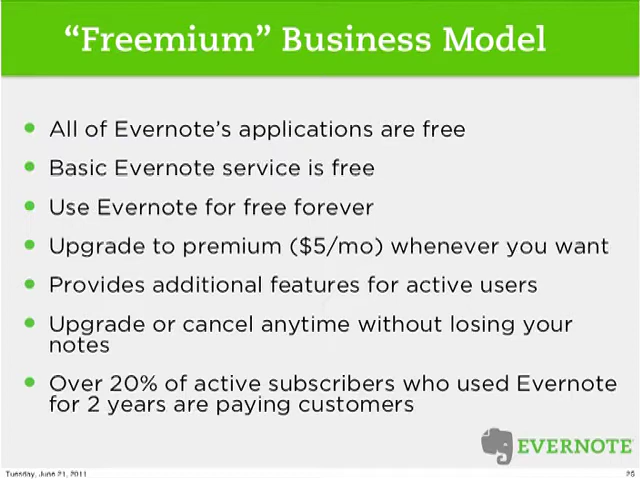 “Freemium” Business Model
All of Evernote’s applications are free
Basic Evernote service is free
Use Evernote for free forever
Upgrade to premium ($5/mo) whenever you want
Provides additional features for active users
Upgrade or cancel anytime without losing your
notes
Over 20% of active subscribers who used Evernote
for 2 years are paying customers
EVERNOTE
Tuesday, June 21, 2011